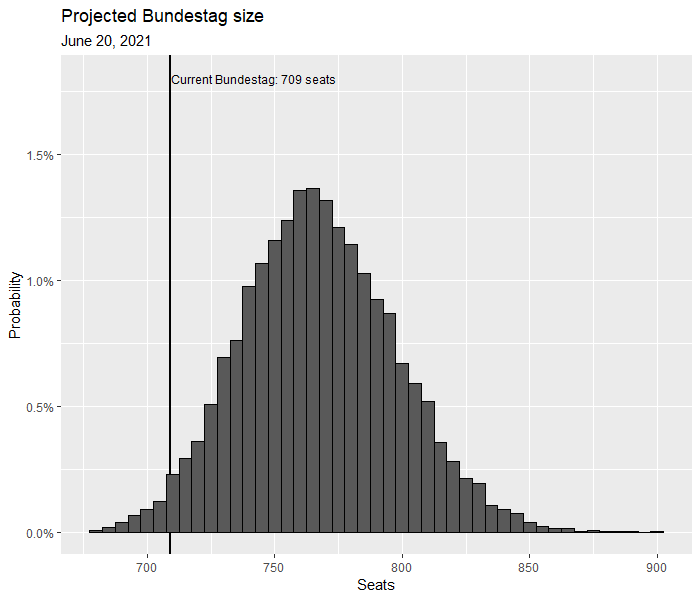 Projected Bundestag size
June 20, 2021
Current Bundestag: 709 seats
1.5%
1.0%
0.5%
0.0%
Probability
700 750 800 850 900
Seats